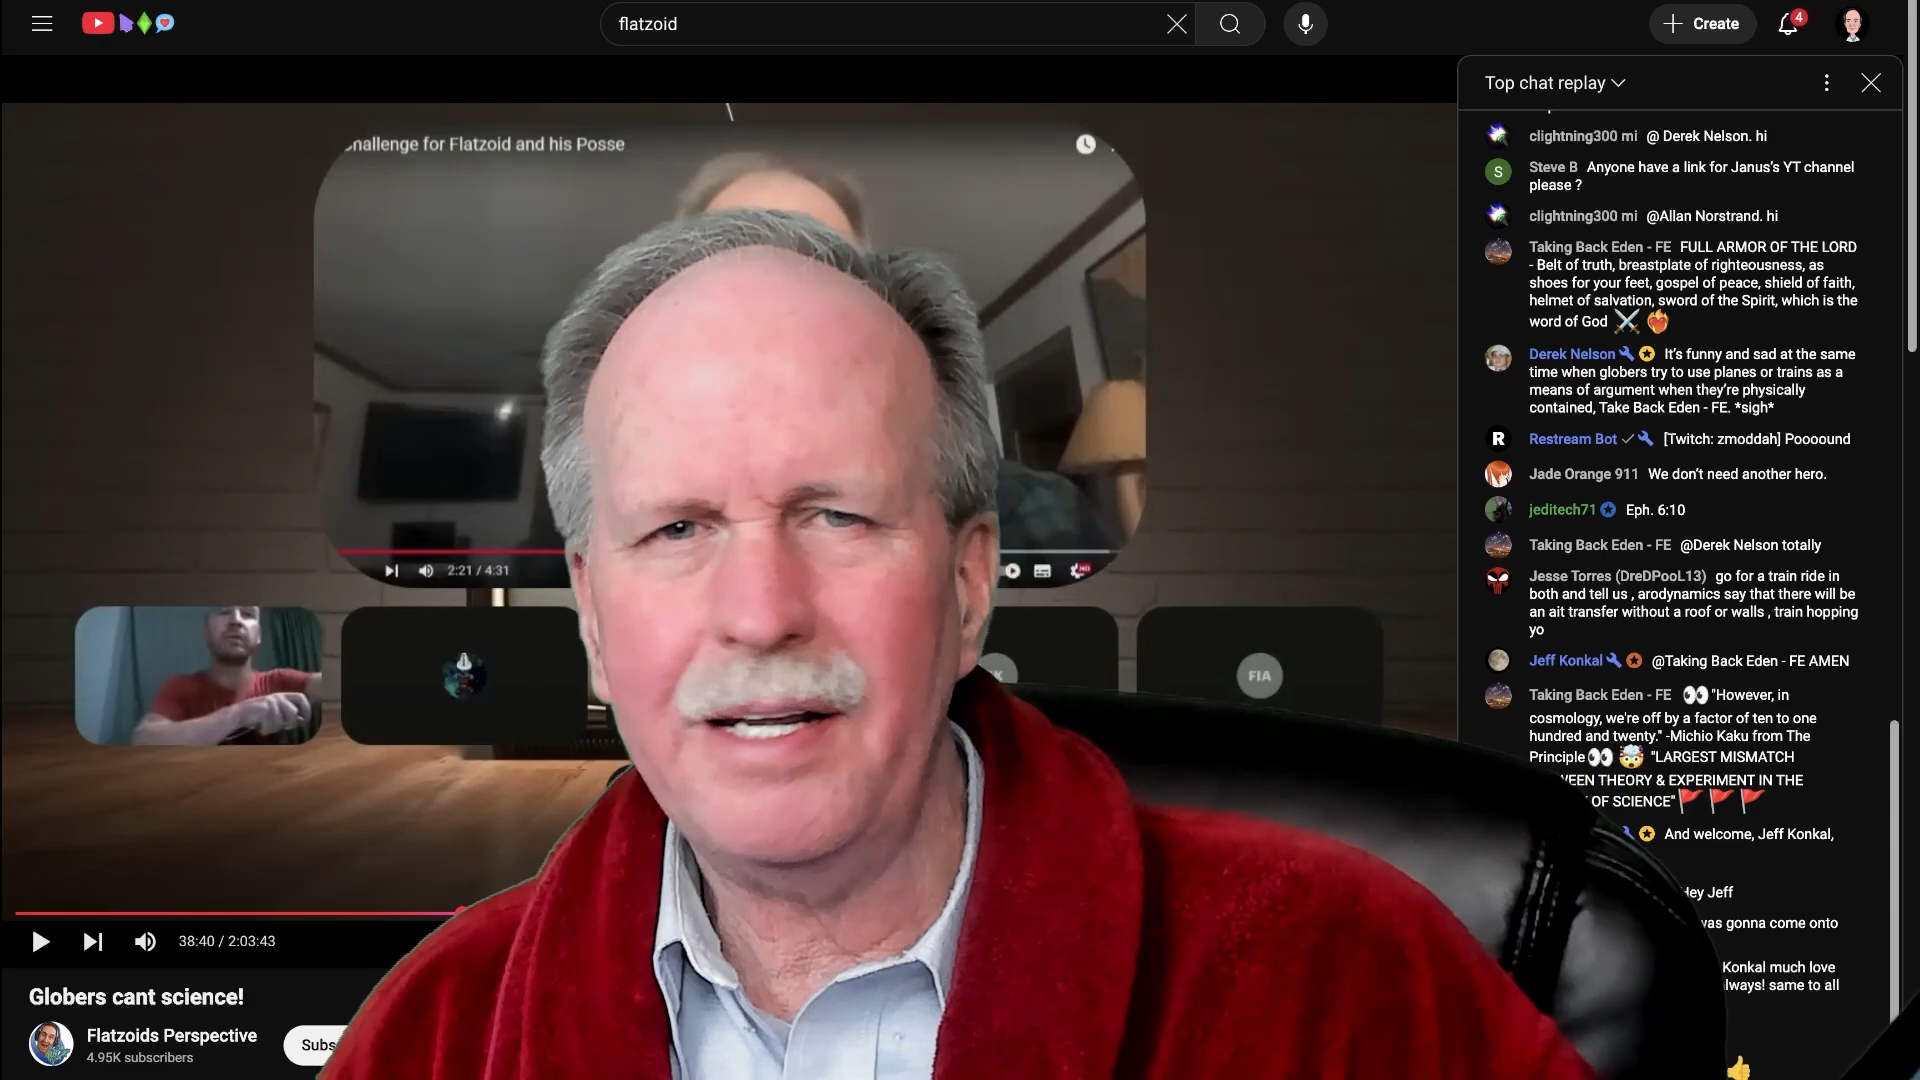 flatzoid
Create
4
Top chat replay
hallenge for Flatzoid and his Posse
clightning300 mi @ Derek Nelson. hi
Steve B Anyone have a link for Janus's YT channel
please ?
clightning300 mi @Allan Norstrand. hi
Taking Back Eden - FE FULL ARMOR OF THE LORD
- Belt of truth, breastplate of righteousness, as
shoes for your feet, gospel of peace, shield of faith,
helmet of salvation, sword of the Spirit, which is the
word of God
Derek Nelson It's funny and sad at the same
time when globers try to use planes or trains as a
means of argument when they're physically
contained, Take Back Eden - FE. *sigh*
R
Restream Bot [Twitch: zmoddah] Poooound
Jade Orange 911 We don't need another hero.
jeditech71 Eph. 6:10
Taking Back Eden - FE @Derek Nelson totally
Jesse Torres (DreDPooL13) go for a train ride in
both and tell us , arodynamics say that there will be
an ait transfer without a roof or walls , train hopping
yo
Jeff Konkal @Taking Back Eden - FE AMEN
Taking Back Eden - FE "However, in
cosmology, we're off by a factor of ten to one
hundred and twenty." -Michio Kaku from The
Principle "LARGEST MISMATCH
WEEN THEORY & EXPERIMENT IN THE
OF SCIENCE"
And welcome, Jeff Konkal,
Hey Jeff
was gonna come onto
Konkal much love
always! same to all
S
2:21 / 4:31
HD
K
FIA
38:40 / 2:03:43
Globers cant science!
Flatzoids Perspective
4.95K subscribers
Subs